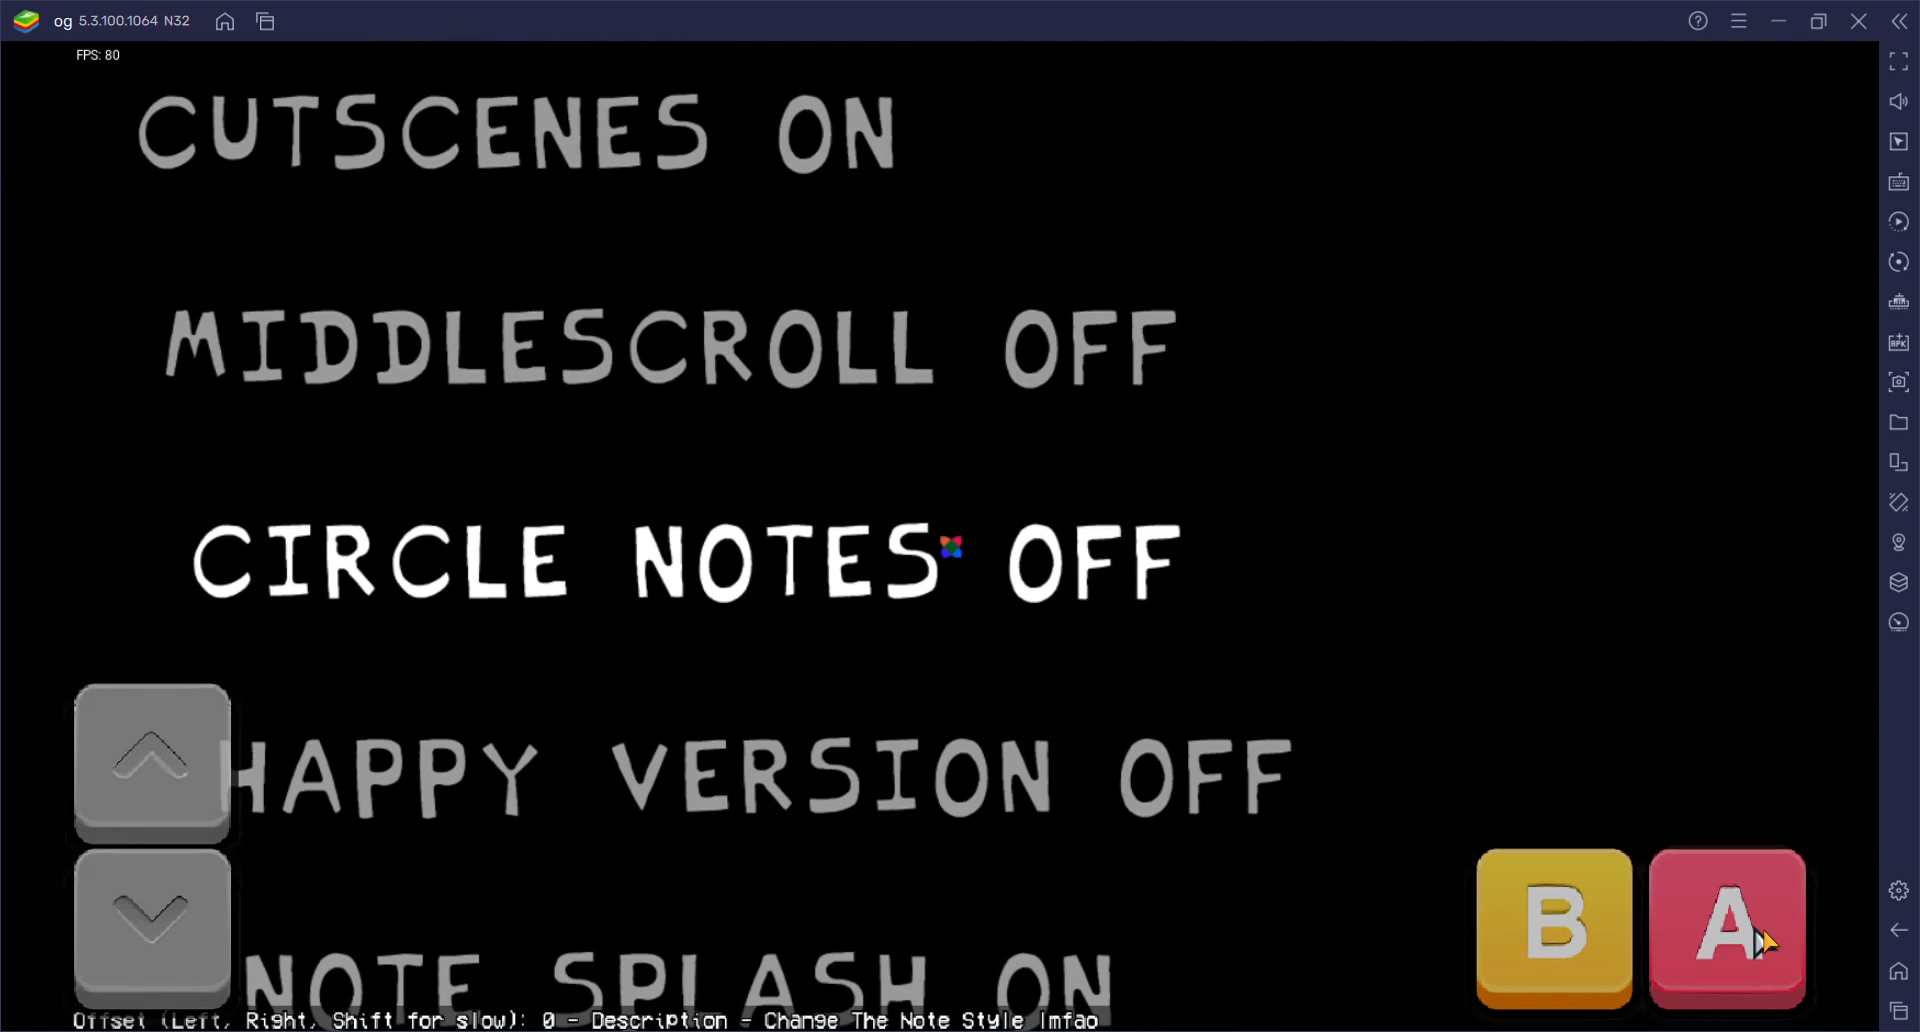 og 5.3.100.1064 N32
FPS: 80
CUTSCENES ON
MIDDLESCROLL OFF
CIRCLE NOTES OFF
HAPPY VERSION OFF
NOTE SPLASH ON
B A
Offset (Left, Right, Shift for slow): 0 - Description - Change The Note Style lmfao
APK